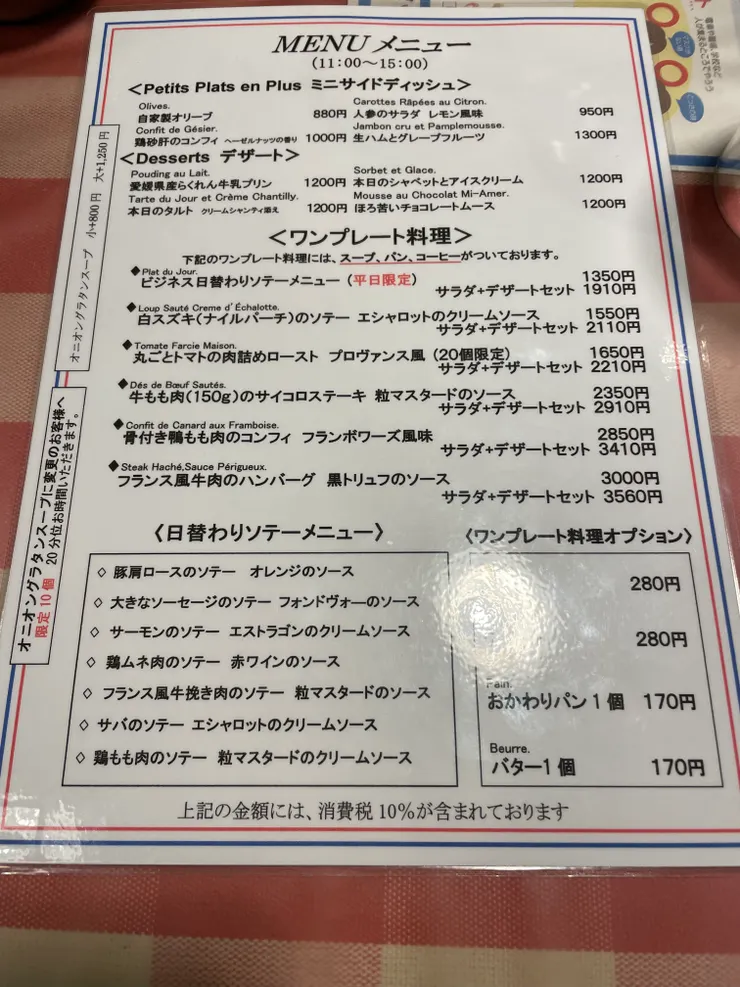 MENU メニュー
(11:00～15:00)
＜Petits Plats en Plus ミニサイドディッシュ＞
Olives.
自家製オリーブ 880円
Carottes Râpées au Citron.
人参のサラダ レモン風味 950円
Confit de Gésier.
鶏砂肝のコンフィ ヘーゼルナッツの香り 1000円
Jambon cru et Pamplemousse.
生ハムとグレープフルーツ 1300円
＜Desserts デザート＞
Pouding au Lait.
愛媛県産らくれん牛乳プリン 1200円
Sorbet et Glace.
本日のシャベットとアイスクリーム 1200円
Tarte du Jour et Crème Chantilly.
本日のタルト クリームシャンティ添え 1200円
Mousse au Chocolat Mi-Amer.
ほろ苦いチョコレートムース 1200円
＜ワンプレート料理＞
下記のワンプレート料理には、スープ、パン、コーヒーがついております。
◆Plat du Jour.
ビジネス日替わりソテーメニュー（平日限定） 1350円
サラダ+デザートセット 1910円
◆Loup Sauté Creme d'Échalotte.
白スズキ(ナイルパーチ)のソテー エシャロットのクリームソース 1550円
サラダ+デザートセット 2110円
◆Tomate Farcie Maison.
丸ごとトマトの肉詰めロースト プロヴァンス風 (20個限定) 1650円
サラダ+デザートセット 2210円
◆Dés de Bœuf Sautés.
牛もも肉(150g)のサイコロステーキ 粒マスタードのソース 2350円
サラダ+デザートセット 2910円
◆Confit de Canard aux Framboise.
骨付き鴨もも肉のコンフィ フランボワーズ風味 2850円
サラダ+デザートセット 3410円
◆Steak Haché,Sauce Périgueux.
フランス風牛肉のハンバーグ 黒トリュフのソース 3000円
サラダ+デザートセット 3560円
オニオングラタンスープ 小+800円 大+1,250円
オニオングラタンスープに変更のお客様へ
限定10個 20分位お時間いただきます。
〈日替わりソテーメニュー〉
◇ 豚肩ロースのソテー オレンジのソース
◇ 大きなソーセージのソテー フォンドヴォーのソース
◇ サーモンのソテー エストラゴンのクリームソース
◇ 鶏ムネ肉のソテー 赤ワインのソース
◇ フランス風牛挽き肉のソテー 粒マスタードのソース
◇ サバのソテー エシャロットのクリームソース
◇ 鶏もも肉のソテー 粒マスタードのクリームソース
〈ワンプレート料理オプション〉
280円
280円
Pain.
おかわりパン1個 170円
Beurre.
バター1個 170円
上記の金額には、消費税10%が含まれております